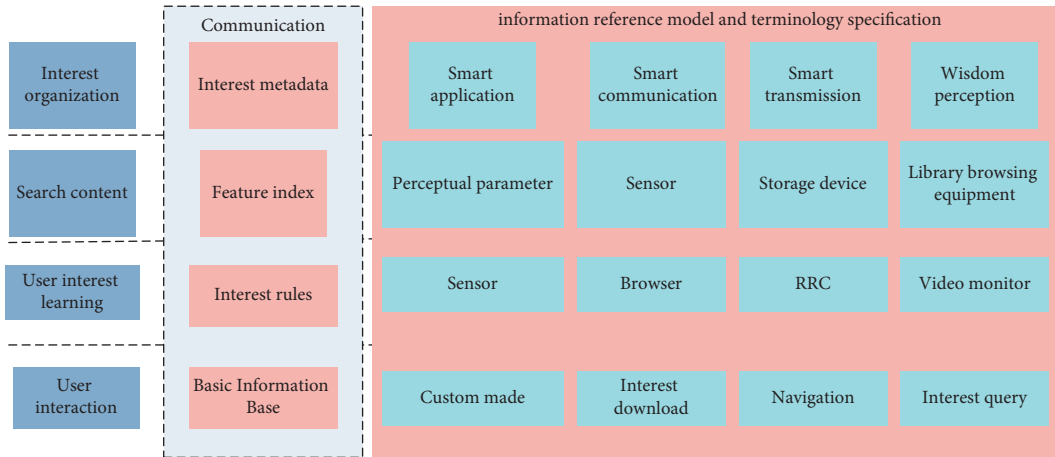 Communication
information reference model and terminology specification
Interest
organization
Interest metadata
Smart
application
Smart
communication
Smart
transmission
Wisdom
perception
Search content
Feature index
Perceptual parameter
Sensor
Storage device
Library browsing
equipment
User interest
learning
Interest rules
Sensor
Browser
RRC
Video monitor
User
interaction
Basic Information
Base
Custom made
Interest
download
Navigation
Interest query